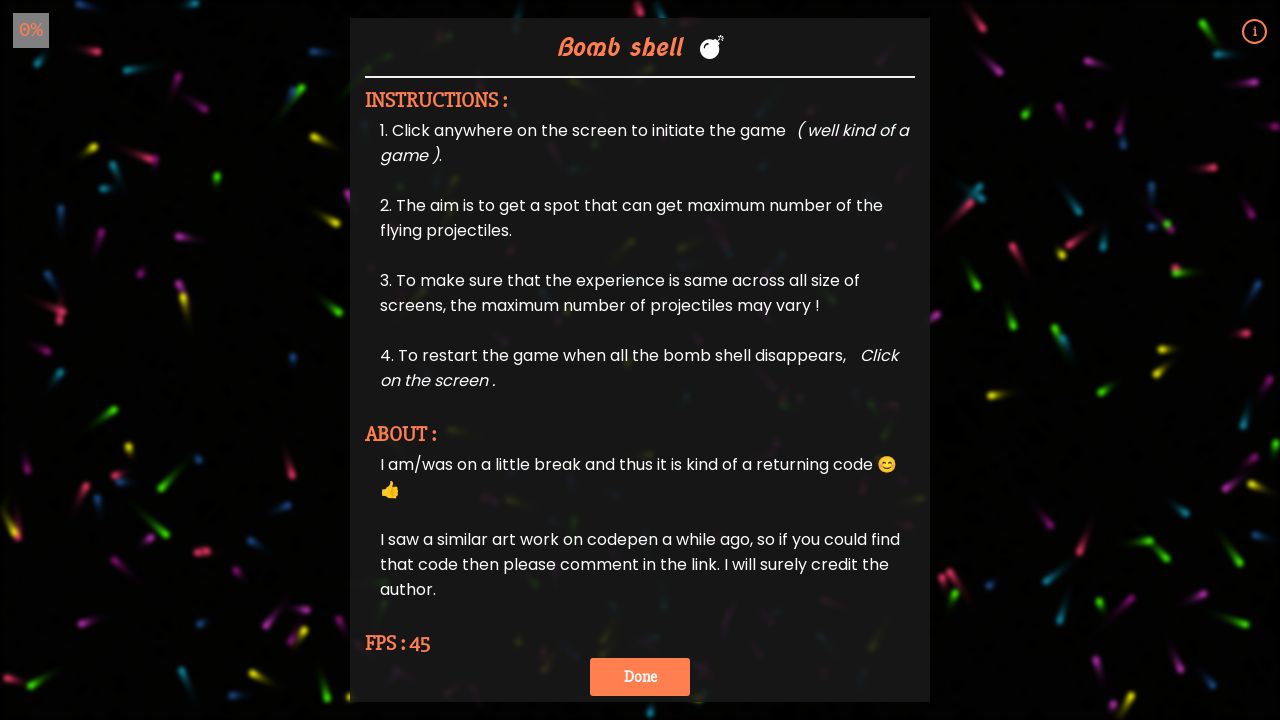 0%
i
Bomb shell 💣
INSTRUCTIONS :
1. Click anywhere on the screen to initiate the game ( well kind of a
game ).
2. The aim is to get a spot that can get maximum number of the
flying projectiles.
3. To make sure that the experience is same across all size of
screens, the maximum number of projectiles may vary !
4. To restart the game when all the bomb shell disappears, Click
on the screen .
ABOUT :
I am/was on a little break and thus it is kind of a returning code 😊
👍
I saw a similar art work on codepen a while ago, so if you could find
that code then please comment in the link. I will surely credit the
author.
FPS : 45
Done